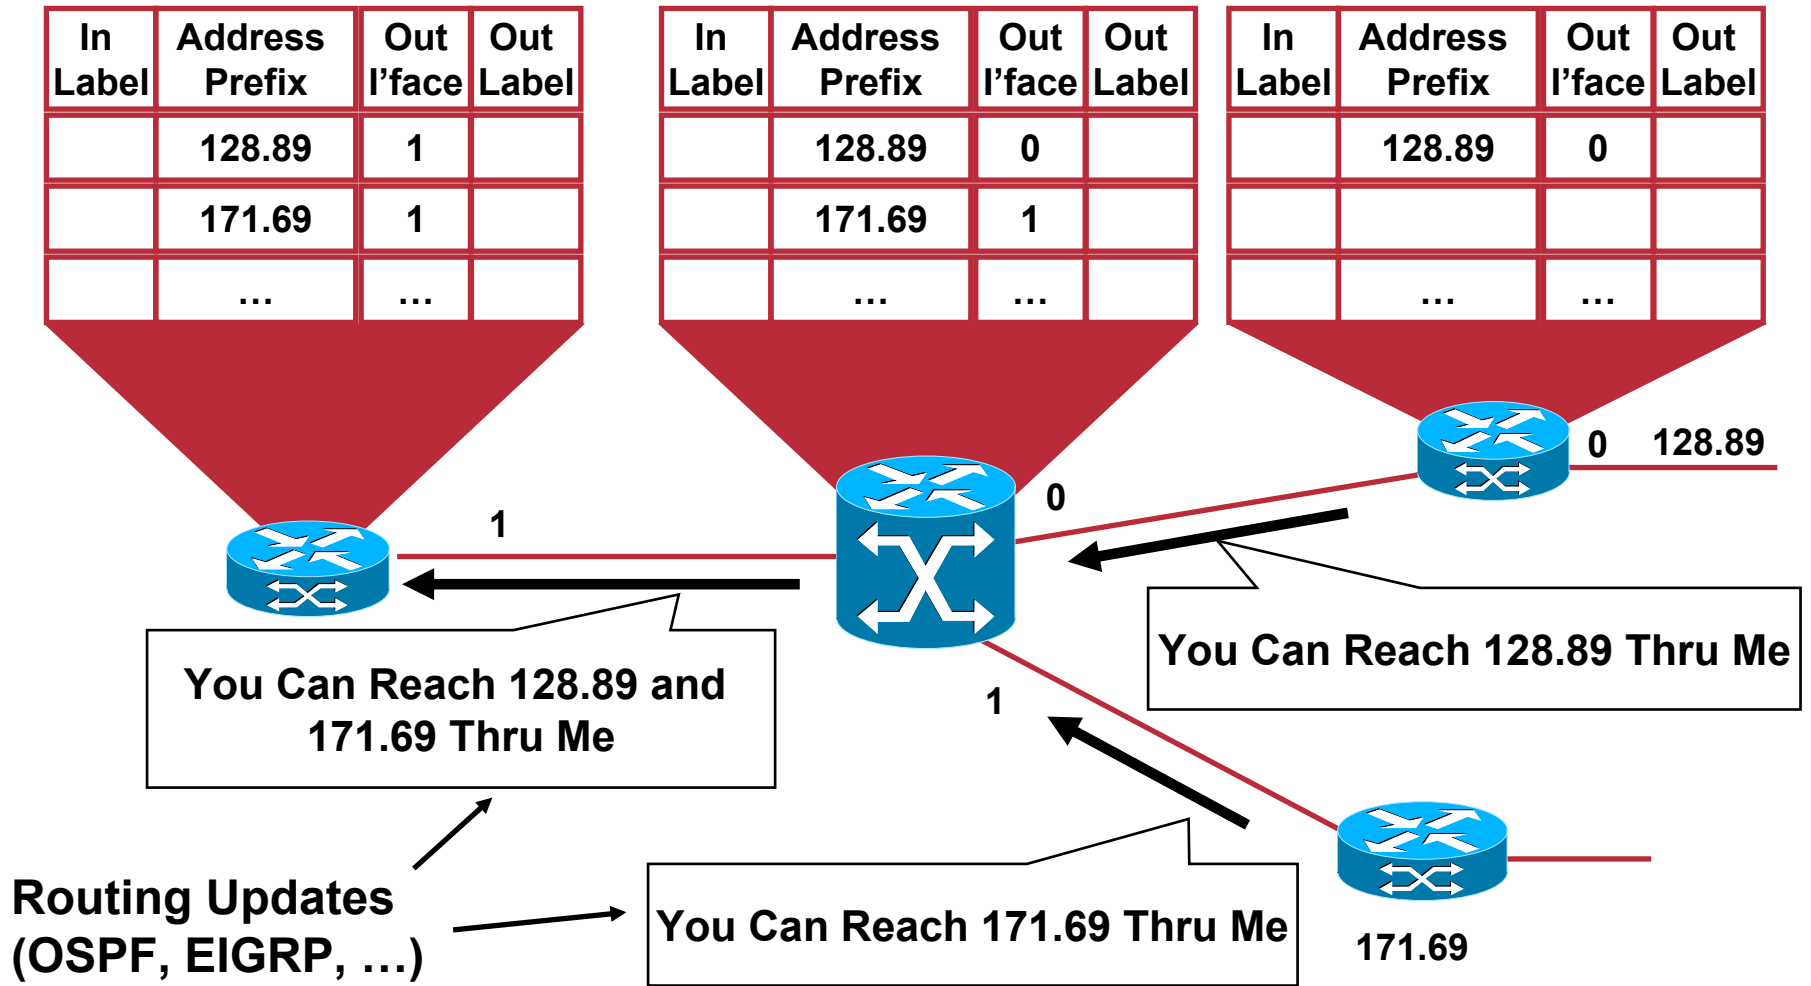 In Label Address Prefix Out I'face Out Label
128.89 1
171.69 1
… …
In Label Address Prefix Out I'face Out Label
128.89 0
171.69 1
… …
In Label Address Prefix Out I'face Out Label
128.89 0
… …
0 128.89
0
1
You Can Reach 128.89 Thru Me
You Can Reach 128.89 and
171.69 Thru Me
1
Routing Updates
(OSPF, EIGRP, …)
You Can Reach 171.69 Thru Me
171.69